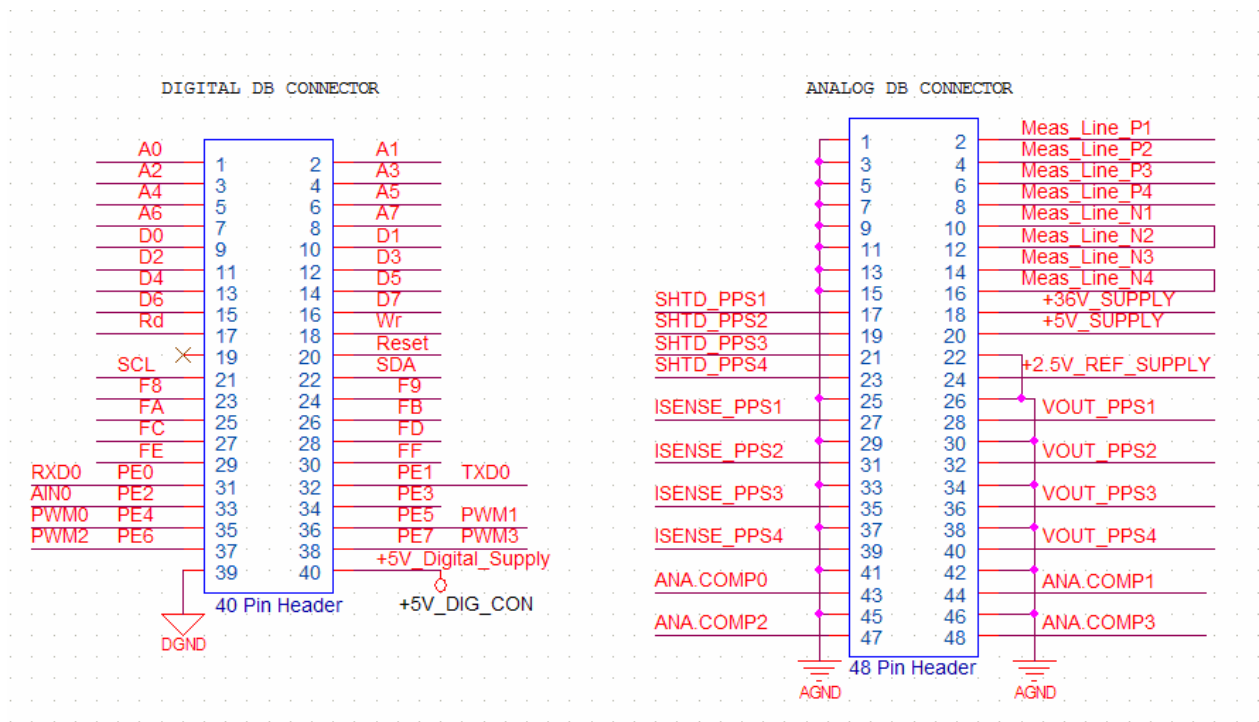 DIGITAL DB CONNECTOR
A0 1 2 A1
A2 3 4 A3
A4 5 6 A5
A6 7 8 A7
D0 9 10 D1
D2 11 12 D3
D4 13 14 D5
D6 15 16 D7
Rd 17 18 Wr
19 20 Reset
SCL 21 22 SDA
F8 23 24 F9
FA 25 26 FB
FC 27 28 FD
FE 29 30 FF
RXD0 PE0 31 32 PE1 TXD0
AIN0 PE2 33 34 PE3
PWM0 PE4 35 36 PE5 PWM1
PWM2 PE6 37 38 PE7 PWM3
39 40 +5V_Digital_Supply
+5V_DIG_CON
40 Pin Header
DGND
ANALOG DB CONNECTOR
1 2 Meas_Line_P1
3 4 Meas_Line_P2
5 6 Meas_Line_P3
7 8 Meas_Line_P4
9 10 Meas_Line_N1
11 12 Meas_Line_N2
13 14 Meas_Line_N3
15 16 Meas_Line_N4
SHTD_PPS1 17 18 +36V_SUPPLY
SHTD_PPS2 19 20 +5V_SUPPLY
SHTD_PPS3 21 22
SHTD_PPS4 23 24 +2.5V_REF_SUPPLY
25 26
ISENSE_PPS1 27 28 VOUT_PPS1
29 30
ISENSE_PPS2 31 32 VOUT_PPS2
33 34
ISENSE_PPS3 35 36 VOUT_PPS3
37 38
ISENSE_PPS4 39 40 VOUT_PPS4
41 42
ANA.COMP0 43 44 ANA.COMP1
45 46
ANA.COMP2 47 48 ANA.COMP3
48 Pin Header
AGND AGND